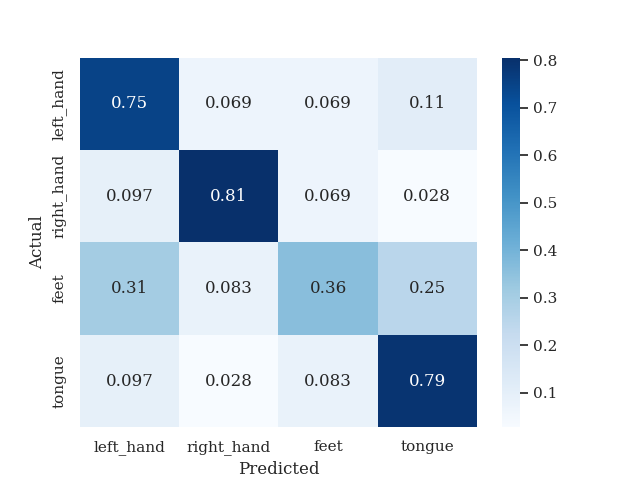 left_hand
0.75 0.069 0.069 0.11
right_hand
0.097 0.81 0.069 0.028
feet
0.31 0.083 0.36 0.25
tongue
0.097 0.028 0.083 0.79
Actual
left_hand right_hand feet tongue
Predicted
0.8
0.7
0.6
0.5
0.4
0.3
0.2
0.1